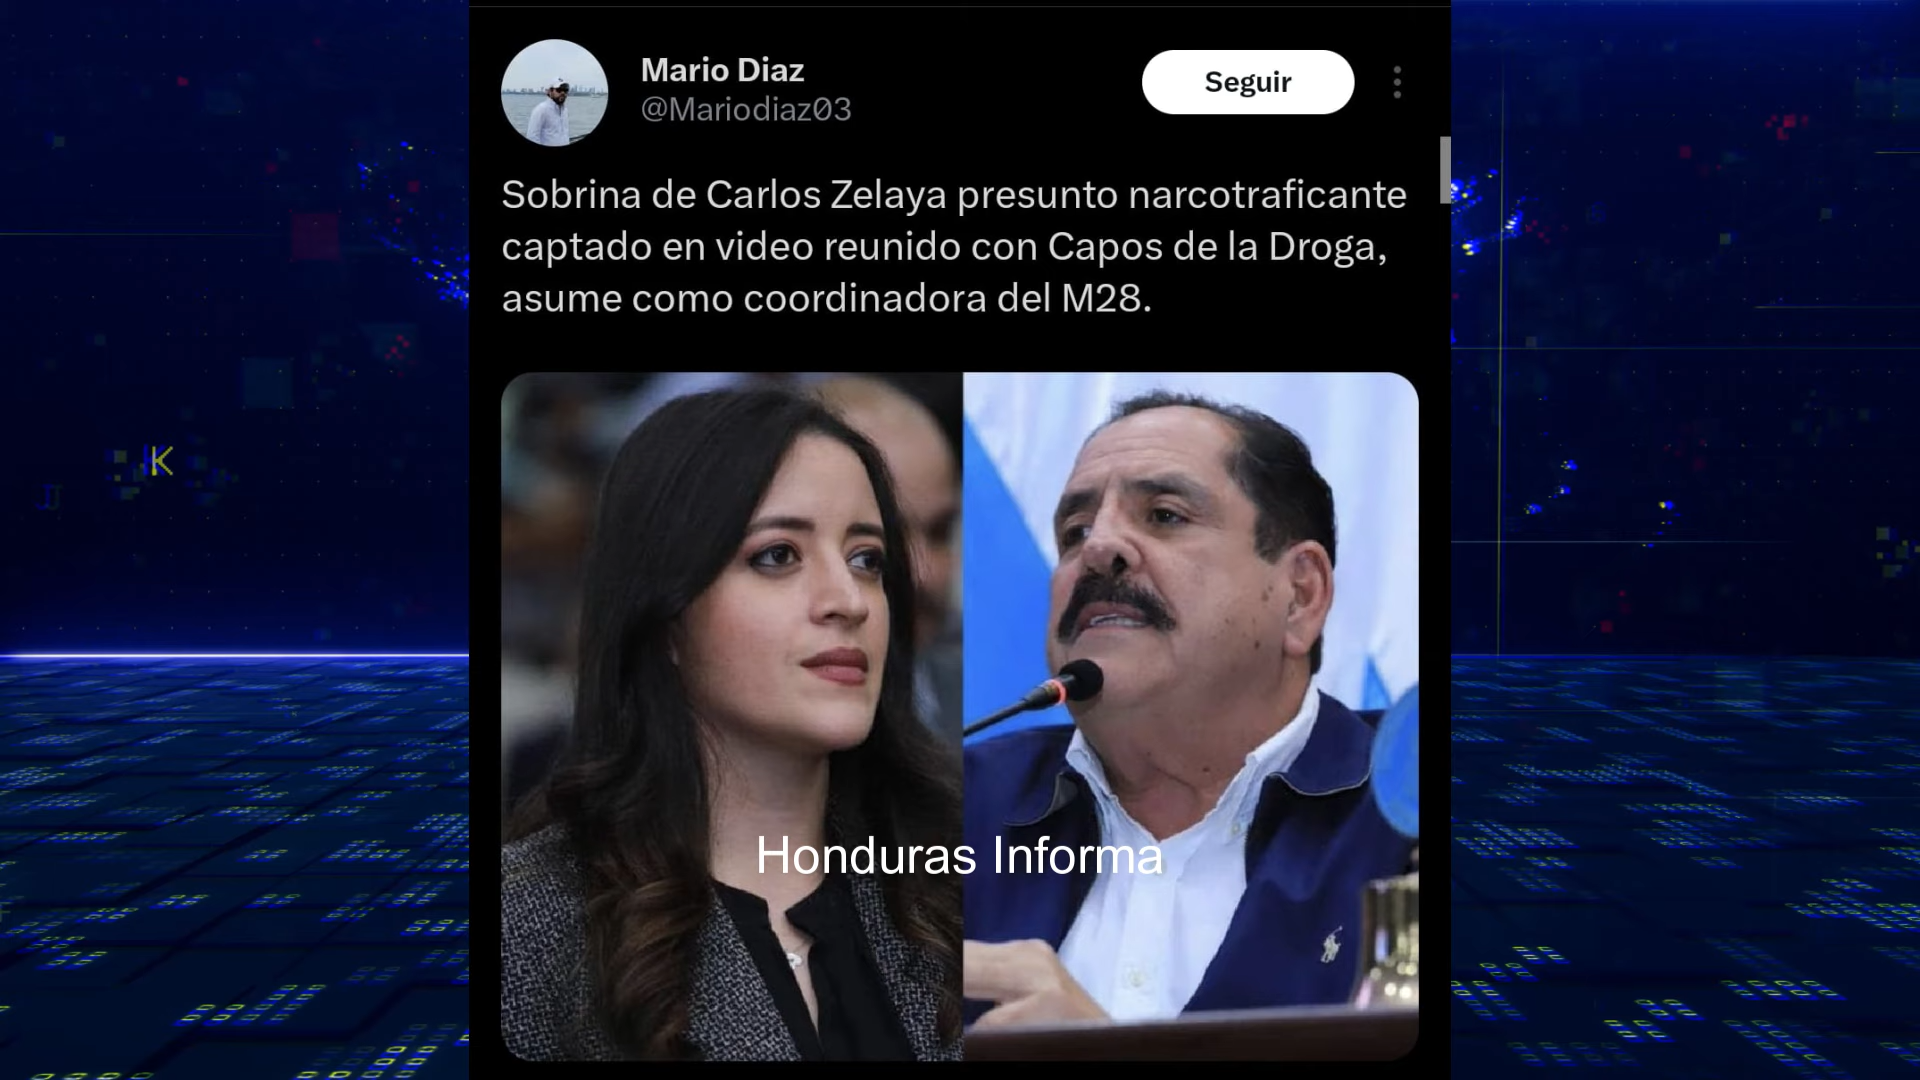 Mario Diaz
@Mariodiaz03
Seguir
Sobrina de Carlos Zelaya presunto narcotraficante
captado en video reunido con Capos de la Droga,
asume como coordinadora del M28.
K
Honduras Informa